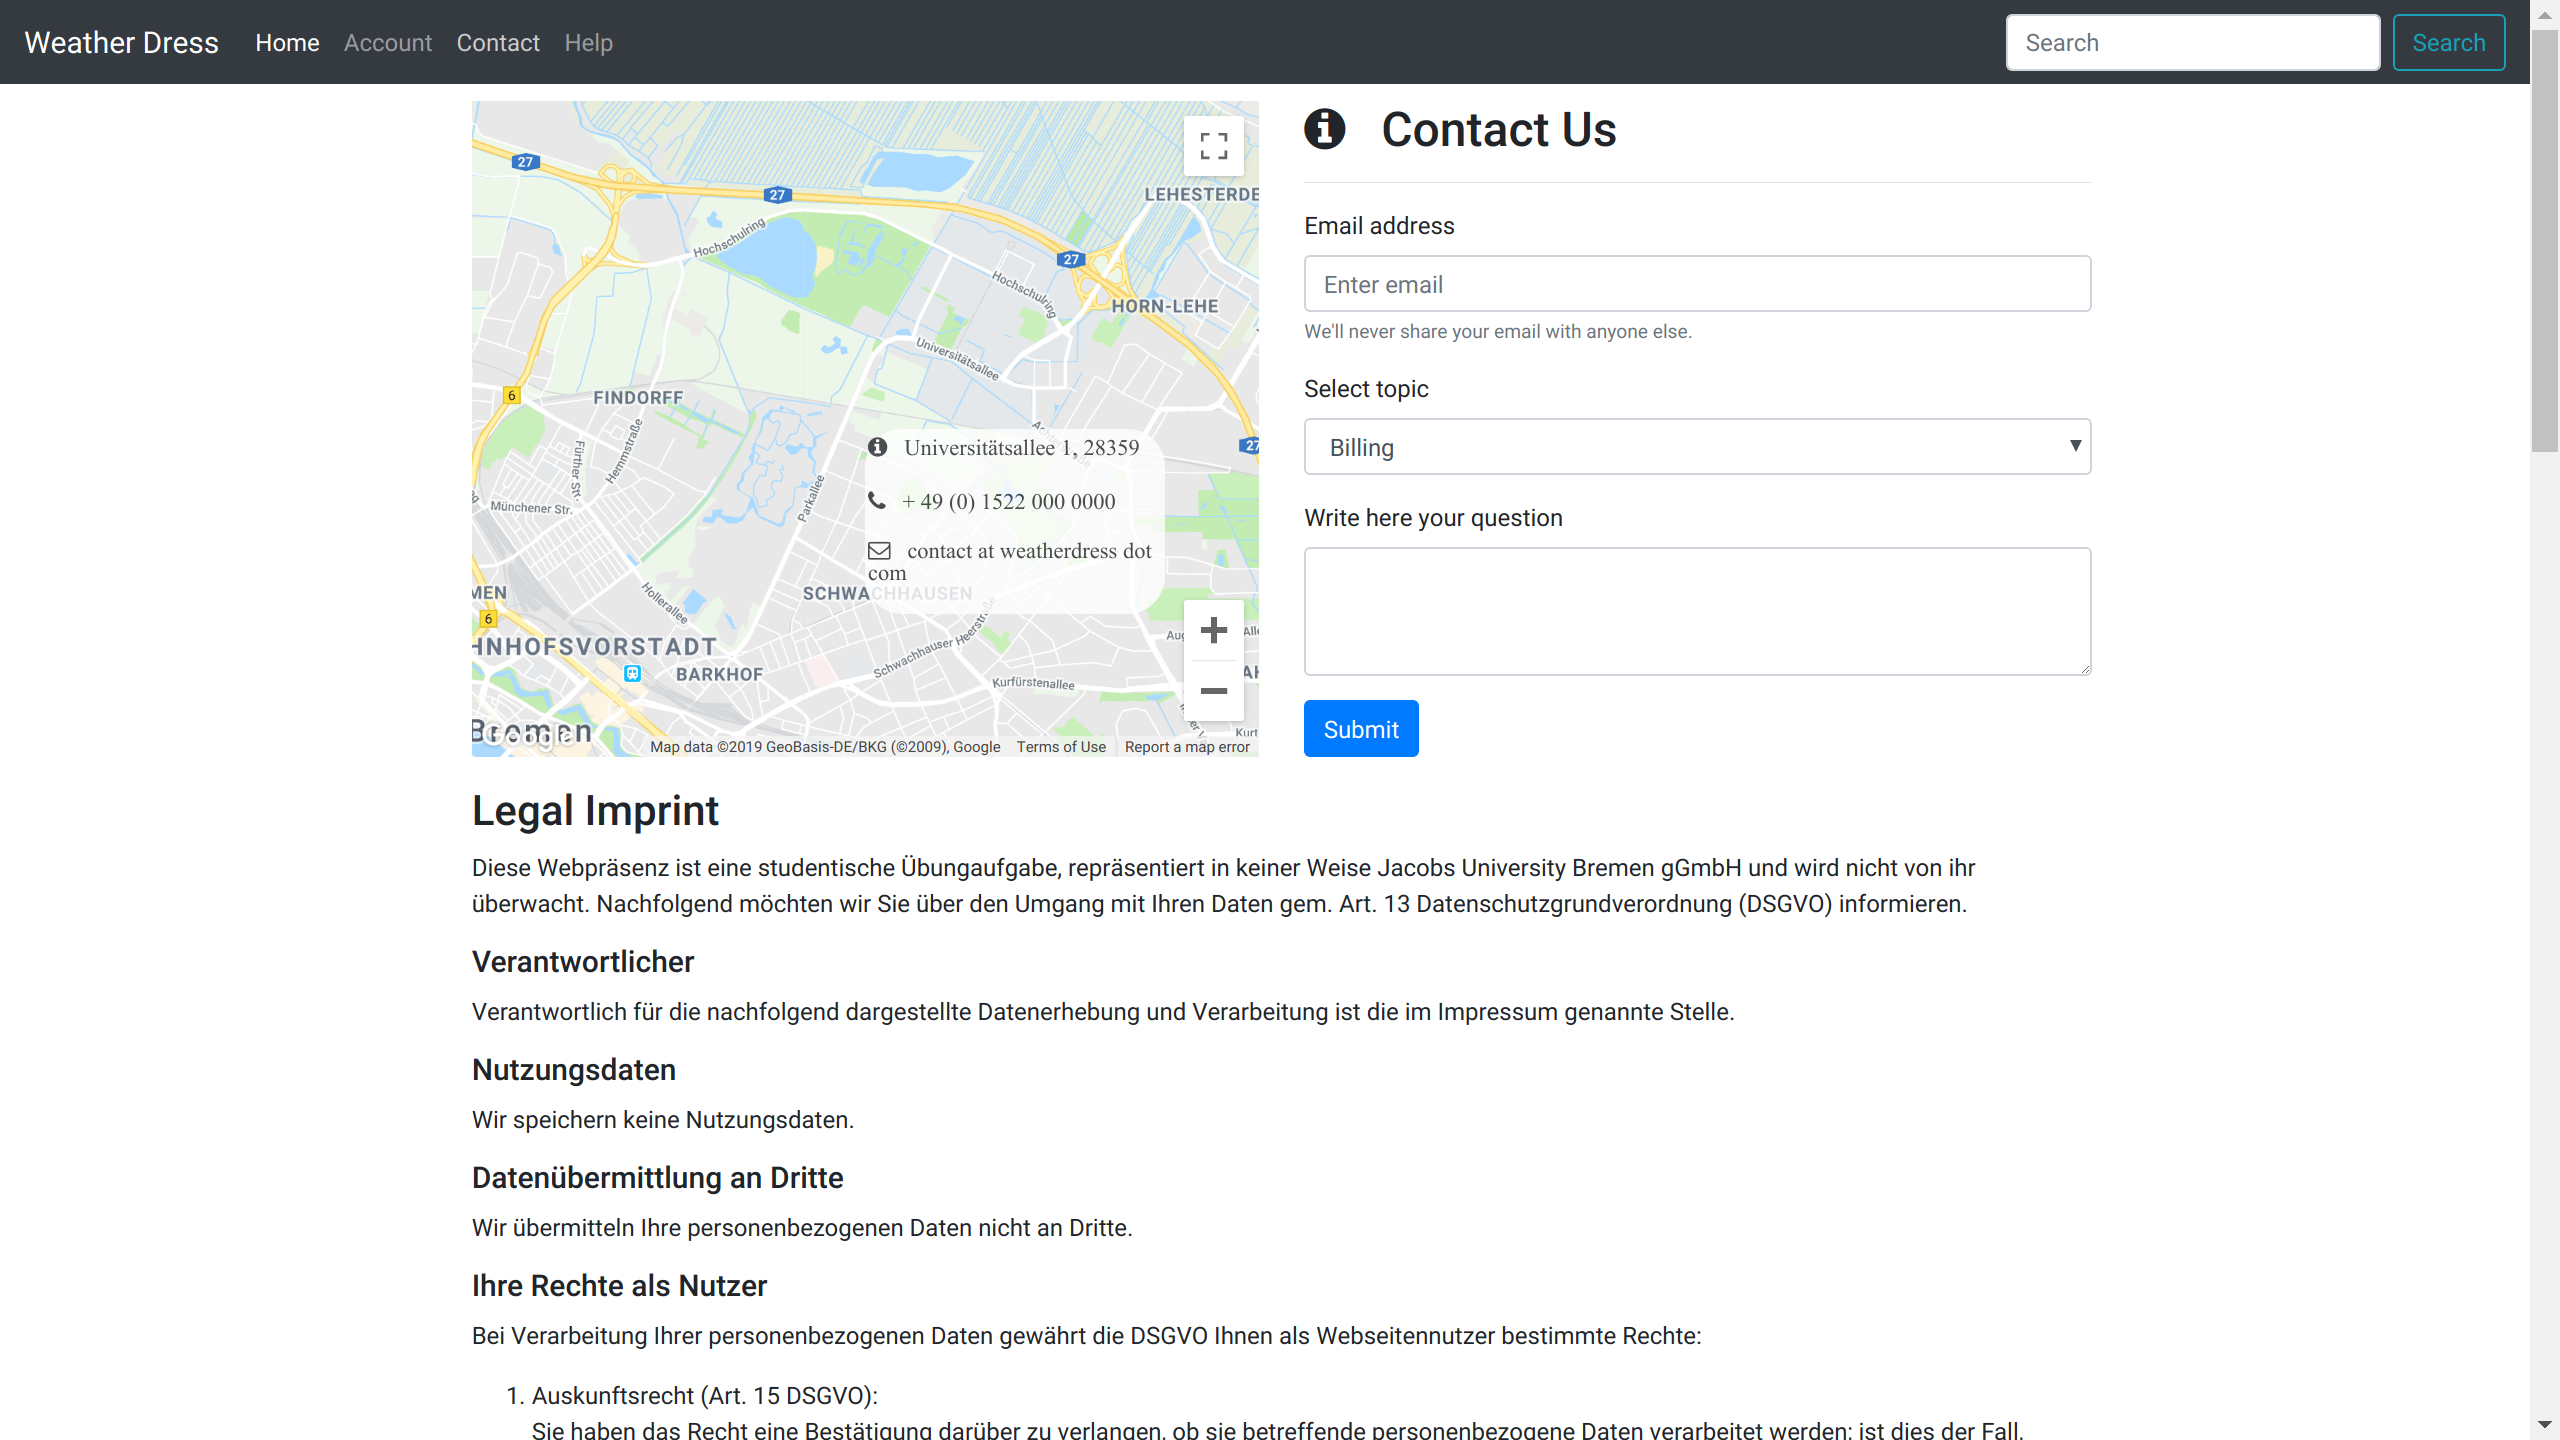 Weather Dress Home Account Contact Help Search Search
27
27
LEHESTERDE
Hochschulring
27
Hochschulring
HORN-LEHE
Universitätsallee
6
FINDORFF
27
Hemmstraße
Fürther Str.
Parkallee
Münchener Str.
Universitätsallee 1, 28359
+ 49 (0) 1522 000 0000
contact at weatherdress dot
com
MEN
SCHWACHHAUSEN
Hollerallee
6
HNHOFSVORSTADT
BARKHOF
Schwachhauser Heerstraße
Kurfürstenallee
Bremen
Google
Map data ©2019 GeoBasis-DE/BKG (©2009), Google Terms of Use Report a map error
Contact Us
Email address
Enter email
We'll never share your email with anyone else.
Select topic
Billing
Write here your question
Submit
Legal Imprint
Diese Webpräsenz ist eine studentische Übungaufgabe, repräsentiert in keiner Weise Jacobs University Bremen gGmbH und wird nicht von ihr
überwacht. Nachfolgend möchten wir Sie über den Umgang mit Ihren Daten gem. Art. 13 Datenschutzgrundverordnung (DSGVO) informieren.
Verantwortlicher
Verantwortlich für die nachfolgend dargestellte Datenerhebung und Verarbeitung ist die im Impressum genannte Stelle.
Nutzungsdaten
Wir speichern keine Nutzungsdaten.
Datenübermittlung an Dritte
Wir übermitteln Ihre personenbezogenen Daten nicht an Dritte.
Ihre Rechte als Nutzer
Bei Verarbeitung Ihrer personenbezogenen Daten gewährt die DSGVO Ihnen als Webseitennutzer bestimmte Rechte:
1. Auskunftsrecht (Art. 15 DSGVO):
Sie haben das Recht eine Bestätigung darüber zu verlangen, ob sie betreffende personenbezogene Daten verarbeitet werden; ist dies der Fall,